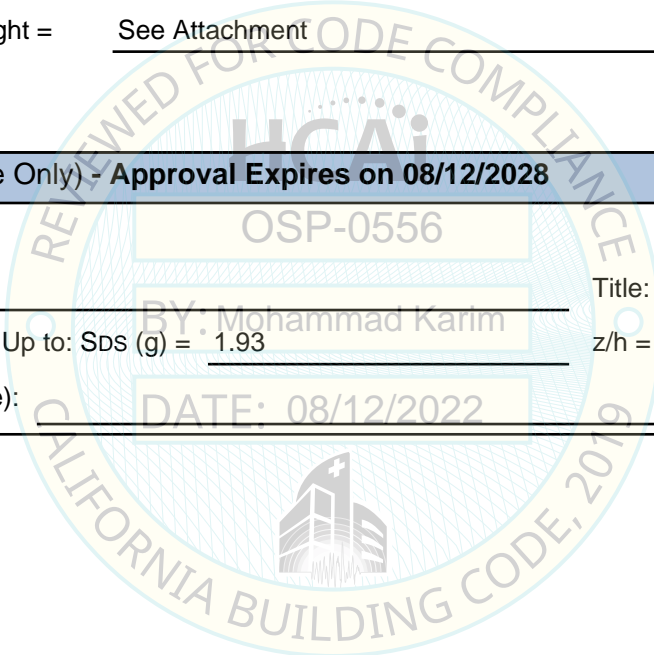 ght = See Attachment
REVIEWED FOR CODE COMPLIANCE
HCAi
e Only) - Approval Expires on 08/12/2028
OSP-0556
Title:
BY: Mohammad Karim
Up to: SDS (g) = 1.93 z/h =
e):
DATE: 08/12/2022
CALIFORNIA BUILDING CODE, 2019